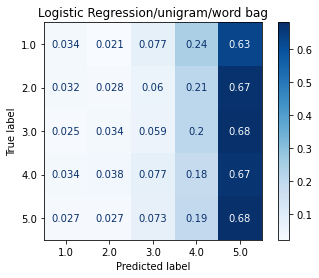 Logistic Regression/unigram/word bag
1.0 0.034 0.021 0.077 0.24 0.63
2.0 0.032 0.028 0.06 0.21 0.67
3.0 0.025 0.034 0.059 0.2 0.68
4.0 0.034 0.038 0.077 0.18 0.67
5.0 0.027 0.027 0.073 0.19 0.68
1.0 2.0 3.0 4.0 5.0
Predicted label
True label
0.6
0.5
0.4
0.3
0.2
0.1